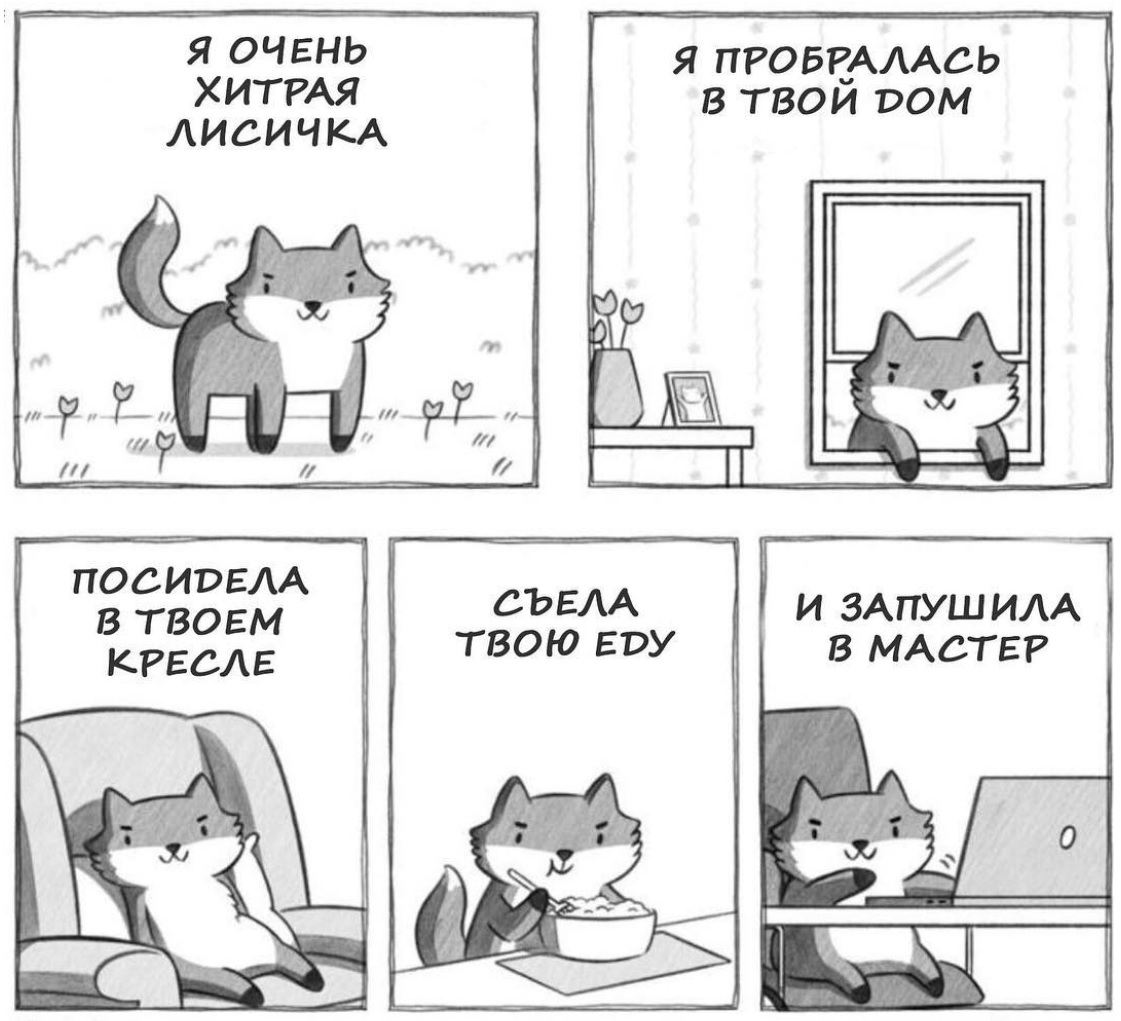 Я ОЧЕНЬ
ХИТРАЯ
ЛИСИЧКА
Я ПРОБРАЛАСЬ
В ТВОЙ ДОМ
ПОСИДЕЛА
В ТВОЕМ
КРЕСЛЕ
СЪЕЛА
ТВОЮ ЕДУ
И ЗАПУШИЛА
В МАСТЕР